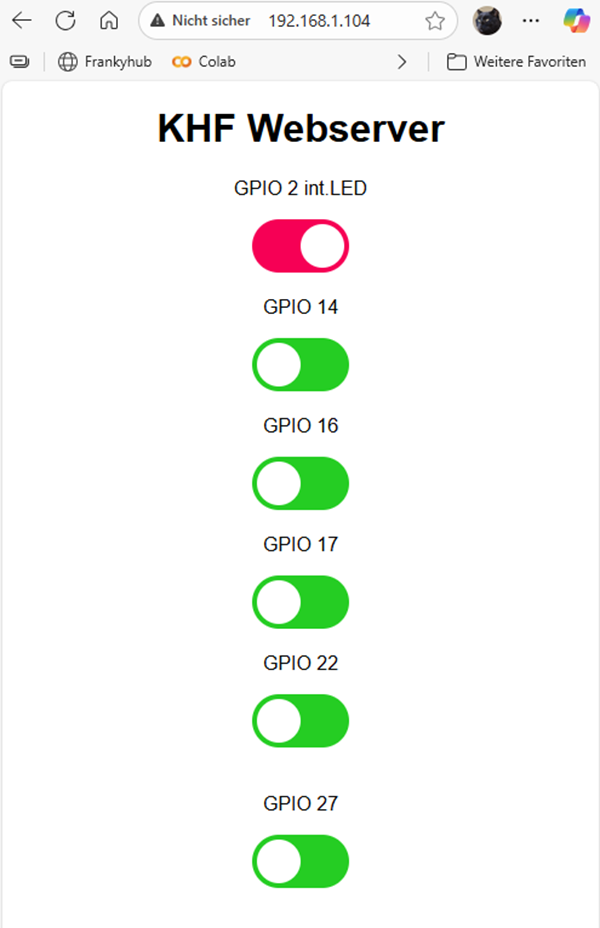 Nicht sicher 192.168.1.104
Frankyhub Colab Weitere Favoriten
KHF Webserver
GPIO 2 int.LED
GPIO 14
GPIO 16
GPIO 17
GPIO 22
GPIO 27